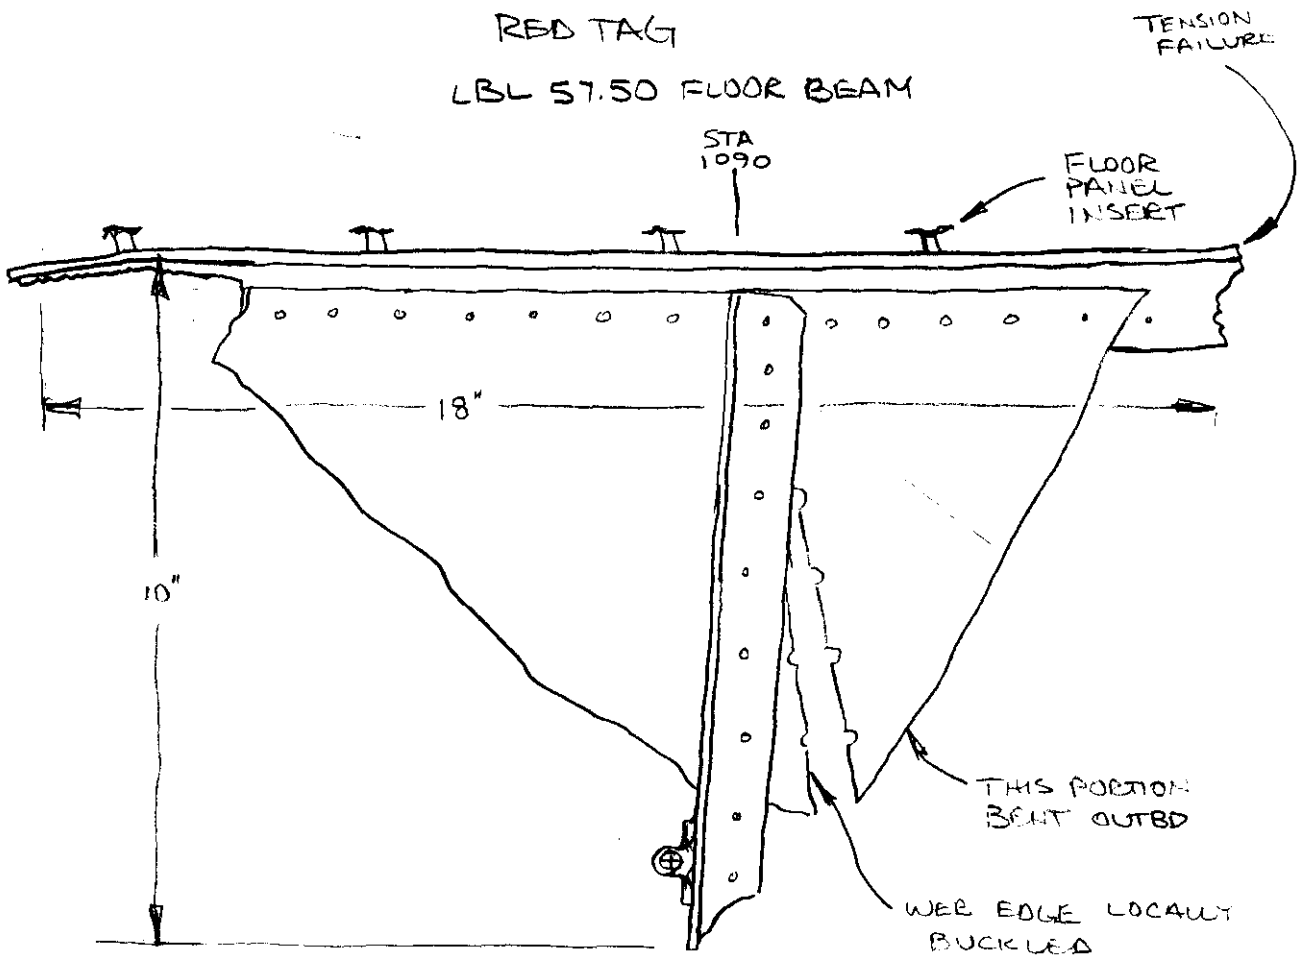 RED TAG
LBL 57.50 FLOOR BEAM
TENSION
FAILURE
STA
1090
FLOOR
PANEL
INSERT
18"
10"
THIS PORTION
BENT OUTBD
WEB EDGE LOCALLY
BUCKLED